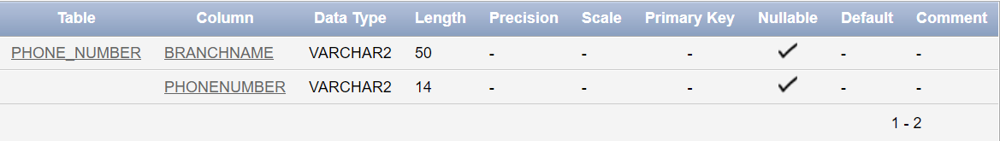 Table Column Data Type Length Precision Scale Primary Key Nullable Default Comment
PHONE_NUMBER BRANCHNAME VARCHAR2 50 - - - ✓ - -
PHONENUMBER VARCHAR2 14 - - - ✓ - -
1 - 2